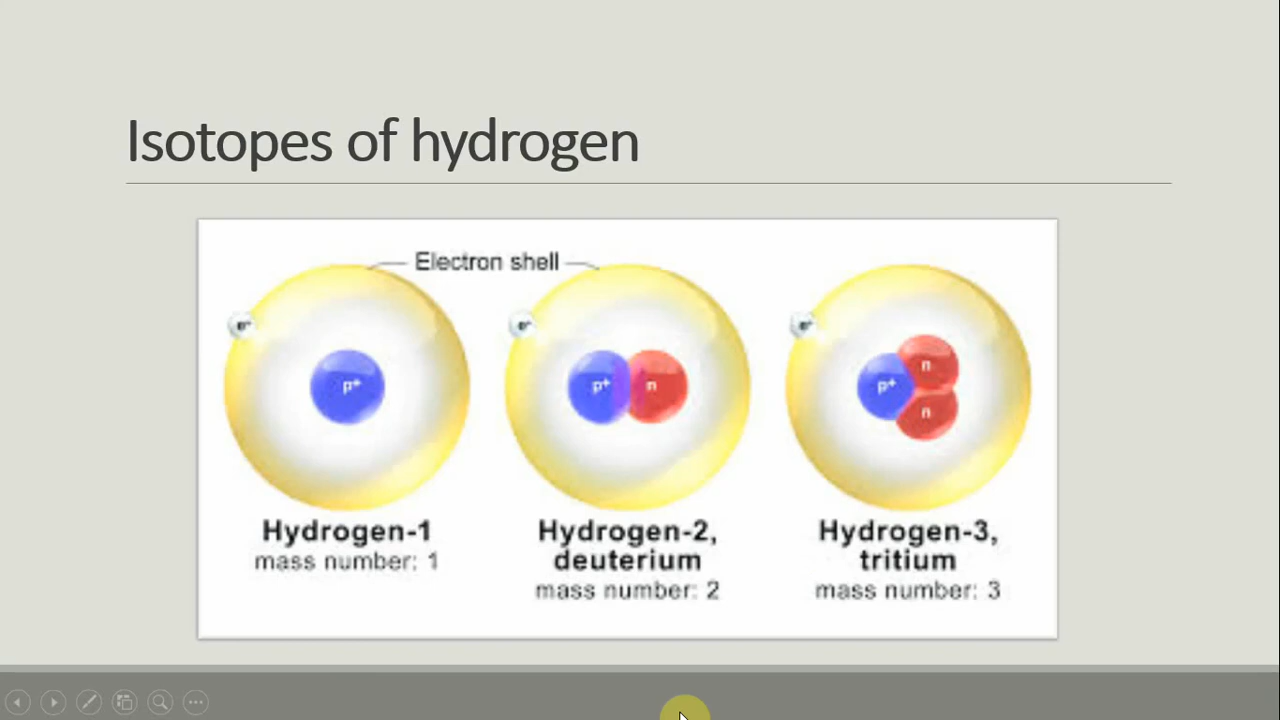 Isotopes of hydrogen
Electron shell
e⁻ e⁻ e⁻
p⁺ p⁺ n p⁺ n
n
Hydrogen-1 Hydrogen-2, Hydrogen-3,
deuterium tritium
mass number: 1 mass number: 2 mass number: 3